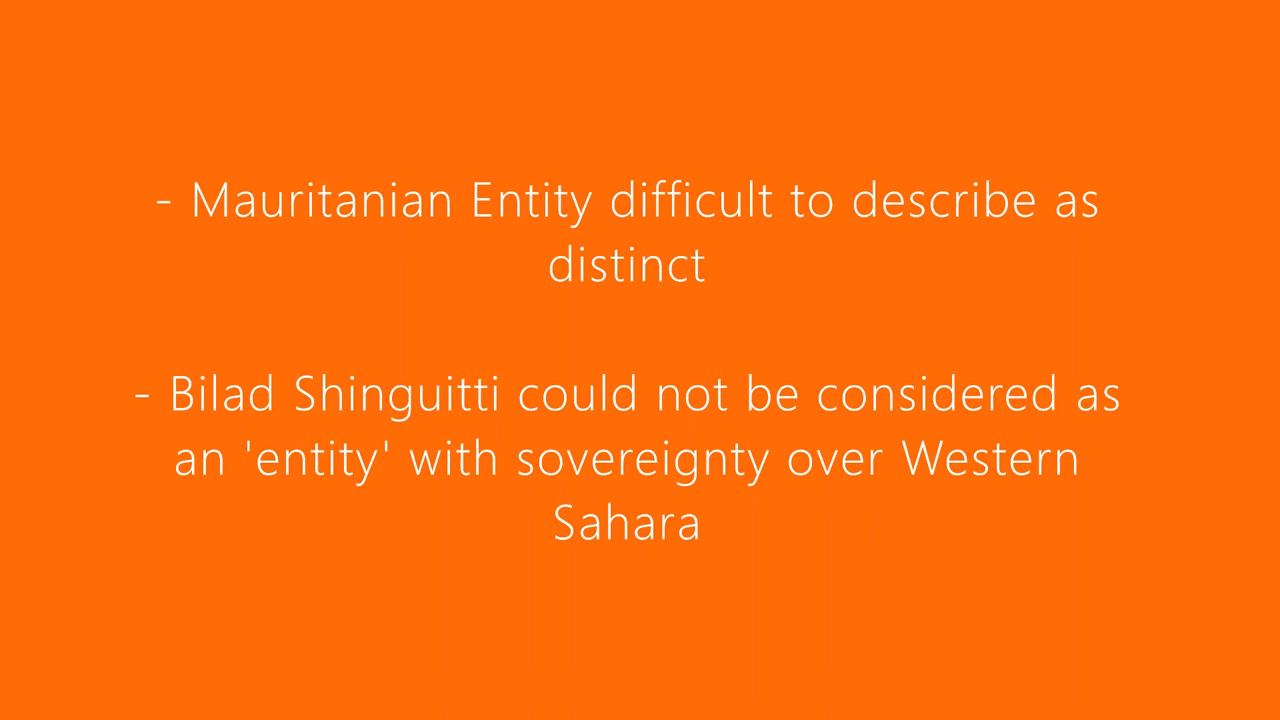 - Mauritanian Entity difficult to describe as
distinct
- Bilad Shinguitti could not be considered as
an 'entity' with sovereignty over Western
Sahara